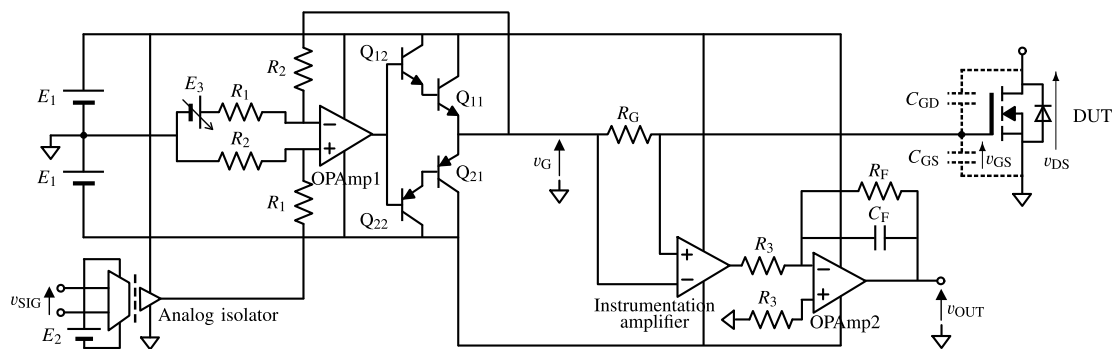 Q12
R2
E3
R1
E1
Q11
CGD
RG
DUT
R2
OPAmp1
vG
CGS
vGS
vDS
E1
R1
Q21
Q22
RF
CF
R3
vSIG
Analog isolator
E2
Instrumentation
amplifier
R3
OPAmp2
vOUT